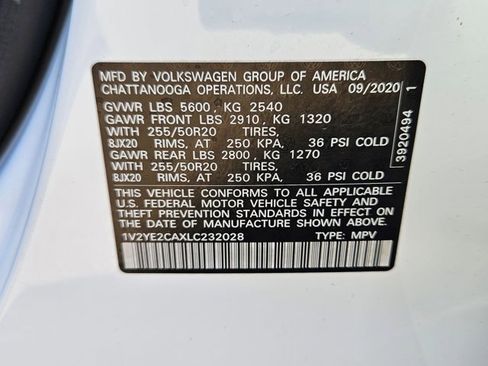 MFD BY VOLKSWAGEN GROUP OF AMERICA
CHATTANOOGA OPERATIONS, LLC. USA 09/2020
GVWR LBS 5600, KG 2540
GAWR FRONT LBS 2910, KG 1320
WITH 255/50R20 TIRES,
8JX20 RIMS, AT 250 KPA, 36 PSI COLD
GAWR REAR LBS 2800, KG 1270
WITH 255/50R20 TIRES,
8JX20 RIMS, AT 250 KPA, 36 PSI COLD
THIS VEHICLE CONFORMS TO ALL APPLICABLE
U.S. FEDERAL MOTOR VEHICLE SAFETY
STANDARDS IN EFFECT ON THE
DATE OF MANUFACTURE SHOWN ABOVE.
1V2YE2CAXLC232028 TYPE: MPV
3920494 1